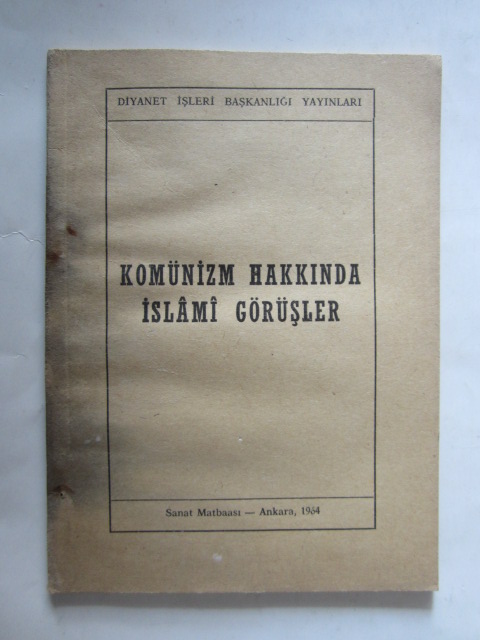 DİYANET İŞLERİ BAŞKANLIĞI YAYINLARI
KOMÜNİZM HAKKINDA
İSLÂMÎ GÖRÜŞLER
Sanat Matbaası — Ankara, 1964